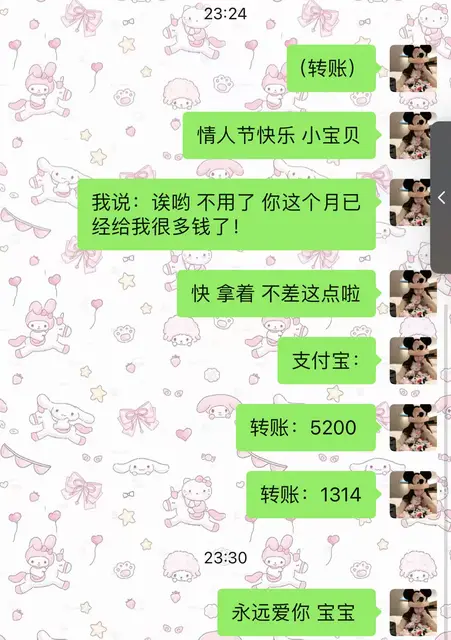 23:24
（转账）
情人节快乐 小宝贝
我说：诶哟 不用了 你这个月已
经给我很多钱了！
快 拿着 不差这点啦
支付宝：
转账：5200
转账：1314
23:30
永远爱你 宝宝